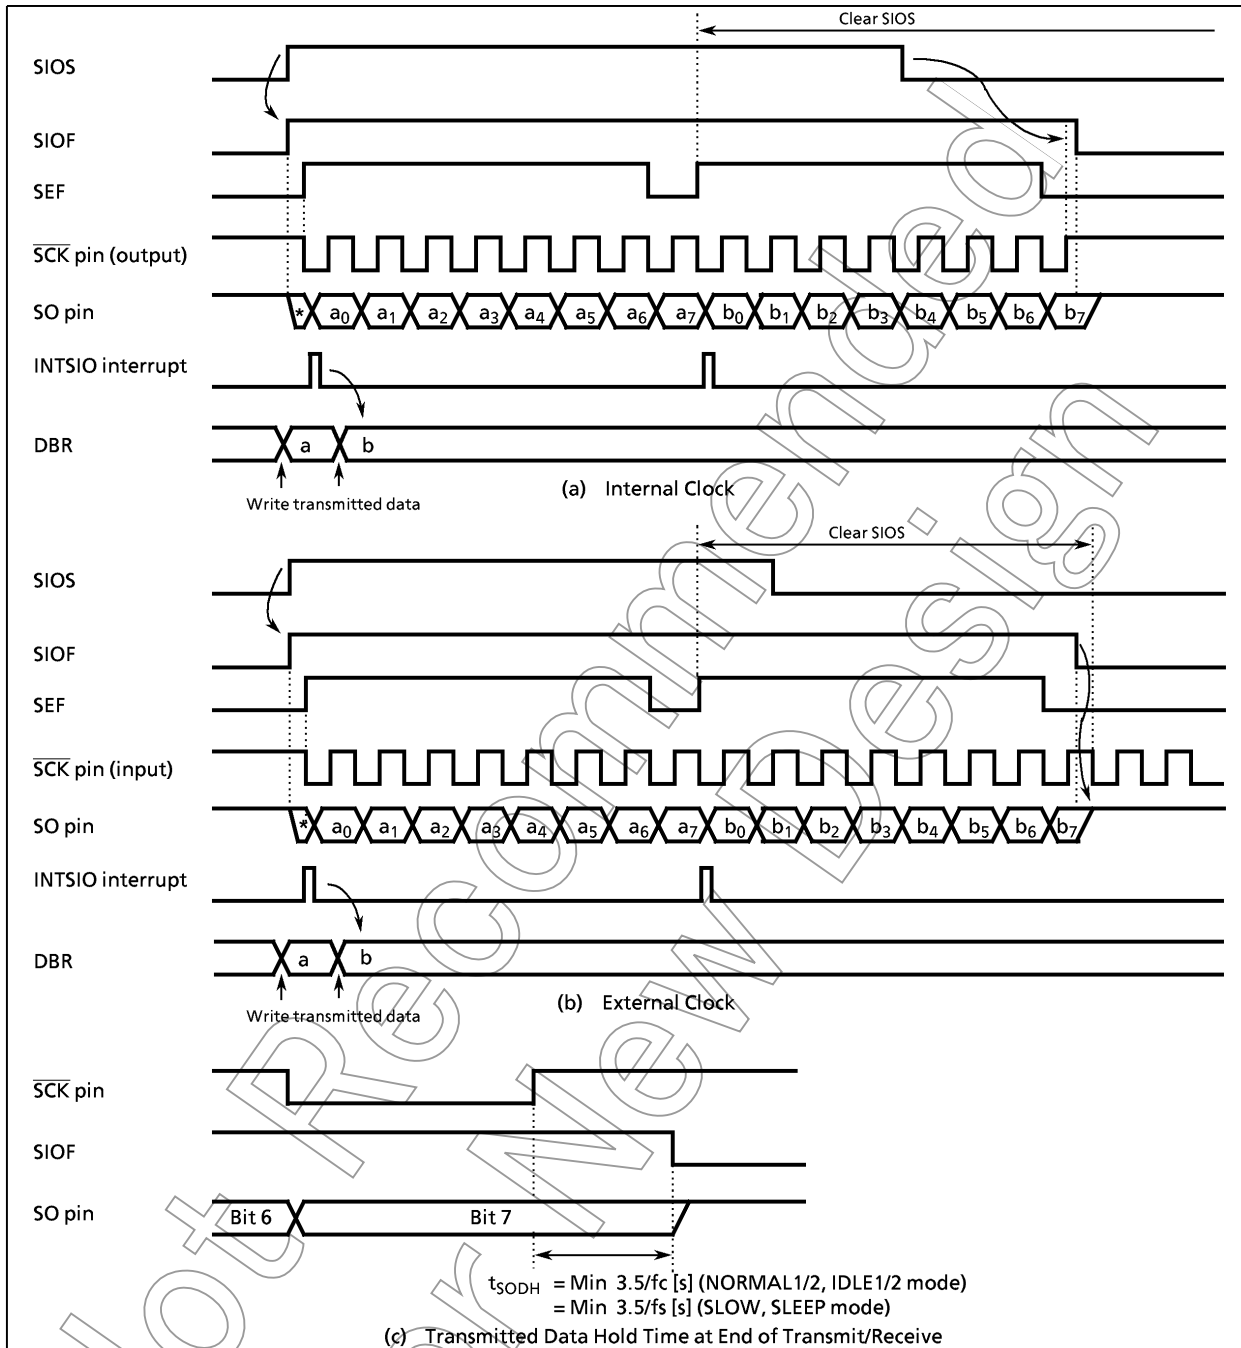 Clear SIOS
SIOS
SIOF
SEF
SCK pin (output)
SO pin * a0 a1 a2 a3 a4 a5 a6 a7 b0 b1 b2 b3 b4 b5 b6 b7
INTSIO interrupt
DBR a b
Write transmitted data
(a) Internal Clock
Clear SIOS
SIOS
SIOF
SEF
SCK pin (input)
SO pin * a0 a1 a2 a3 a4 a5 a6 a7 b0 b1 b2 b3 b4 b5 b6 b7
INTSIO interrupt
DBR a b
(b) External Clock
Write transmitted data
SCK pin
SIOF
SO pin Bit 6 Bit 7
tSODH = Min 3.5/fc [s] (NORMAL1/2, IDLE1/2 mode)
= Min 3.5/fs [s] (SLOW, SLEEP mode)
(c) Transmitted Data Hold Time at End of Transmit/Receive
Not Recommended
for New Design